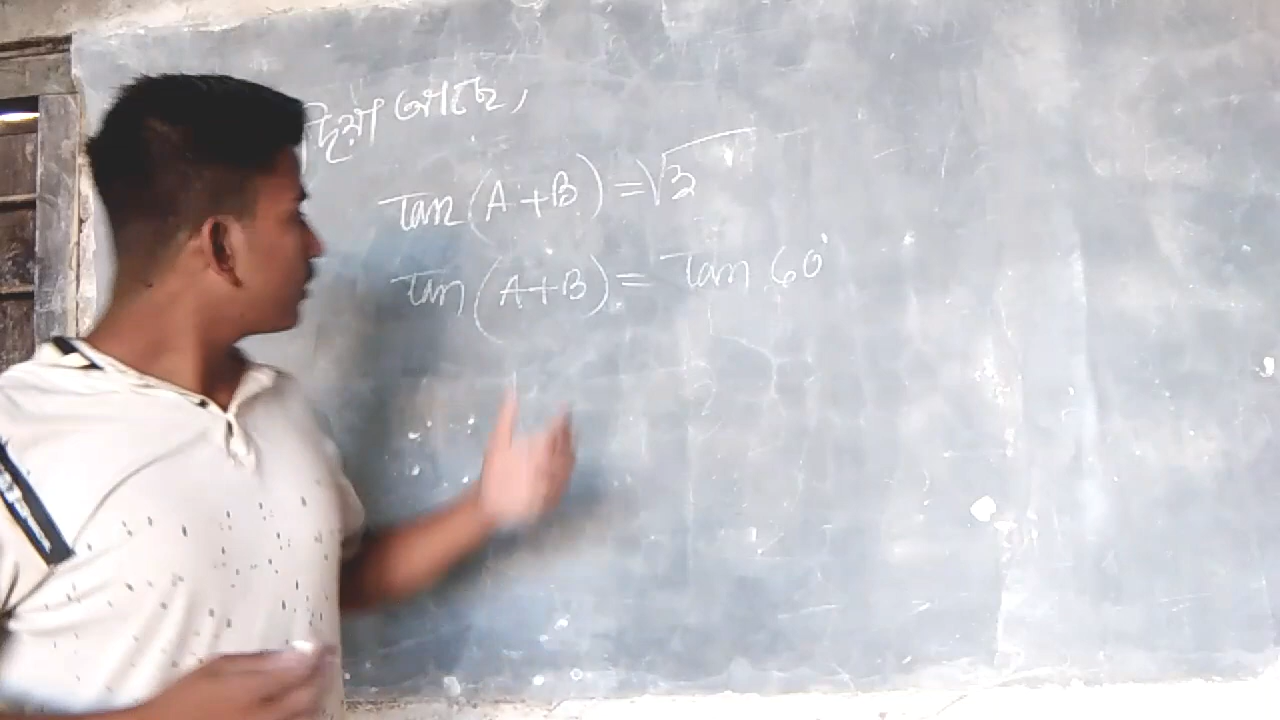 দিয়া আছে,
Tan(A+B) = √3
Tan(A+B) = Tan 60°